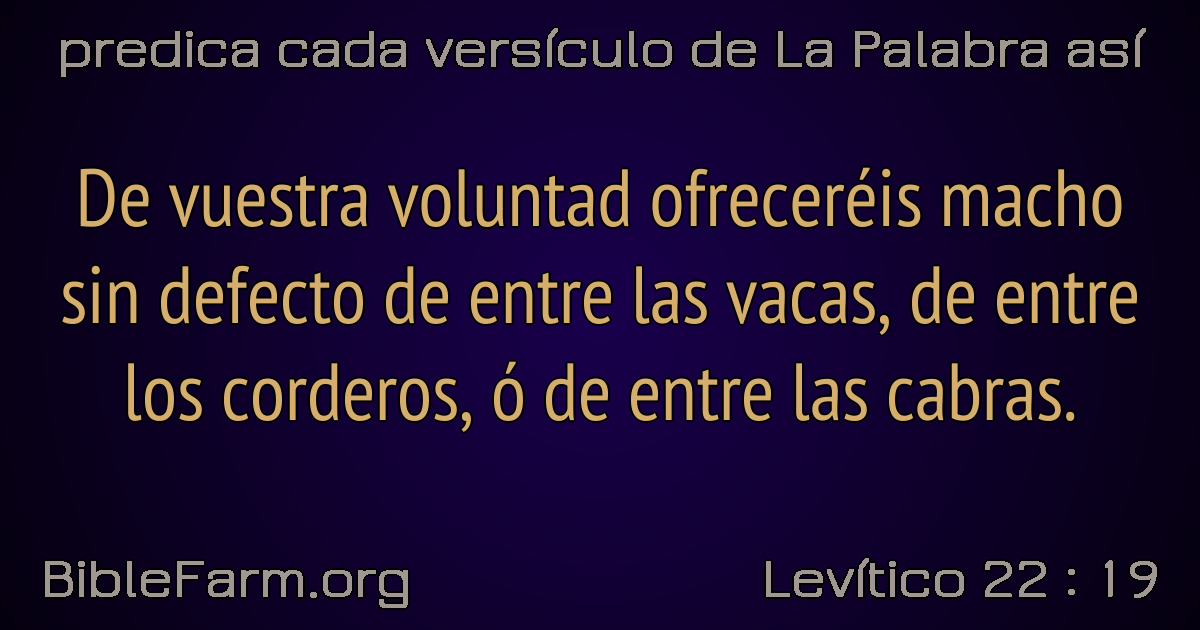 predica cada versículo de La Palabra así
De vuestra voluntad ofreceréis macho
sin defecto de entre las vacas, de entre
los corderos, ó de entre las cabras.
BibleFarm.org
Levítico 22 : 19